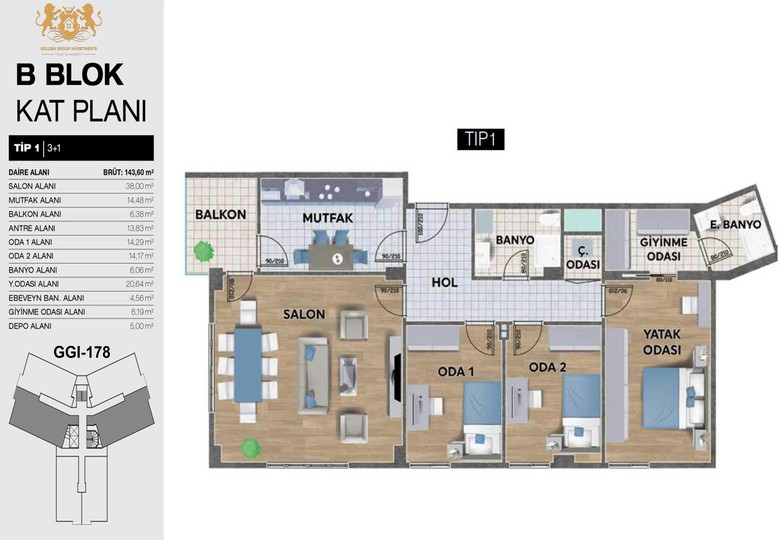 GOLDEN GROUP INVESTMENTS
B BLOK
KAT PLANI
TİP 1 | 3+1
DAİRE ALANI BRÜT: 143,60 m²
SALON ALANI 38,00 m²
MUTFAK ALANI 14,48 m²
BALKON ALANI 6,38 m²
ANTRE ALANI 13,83 m²
ODA 1 ALANI 14,29 m²
ODA 2 ALANI 14,17 m²
BANYO ALANI 6,06 m²
Y.ODASI ALANI 20,64 m²
EBEVEYN BAN. ALANI 4,56 m²
GİYİNME ODASI ALANI 6,19 m²
DEPO ALANI 5,00 m²
GGI-178
TIP1
BALKON
MUTFAK
90/210
90/210
100/210
BANYO
90/210
Ç.
ODASI
GİYİNME
ODASI
E. BANYO
90/210
80/210
HOL
90/210
90/210
90/210
SALON
YATAK
ODASI
ODA 1
90/210
ODA 2
90/210